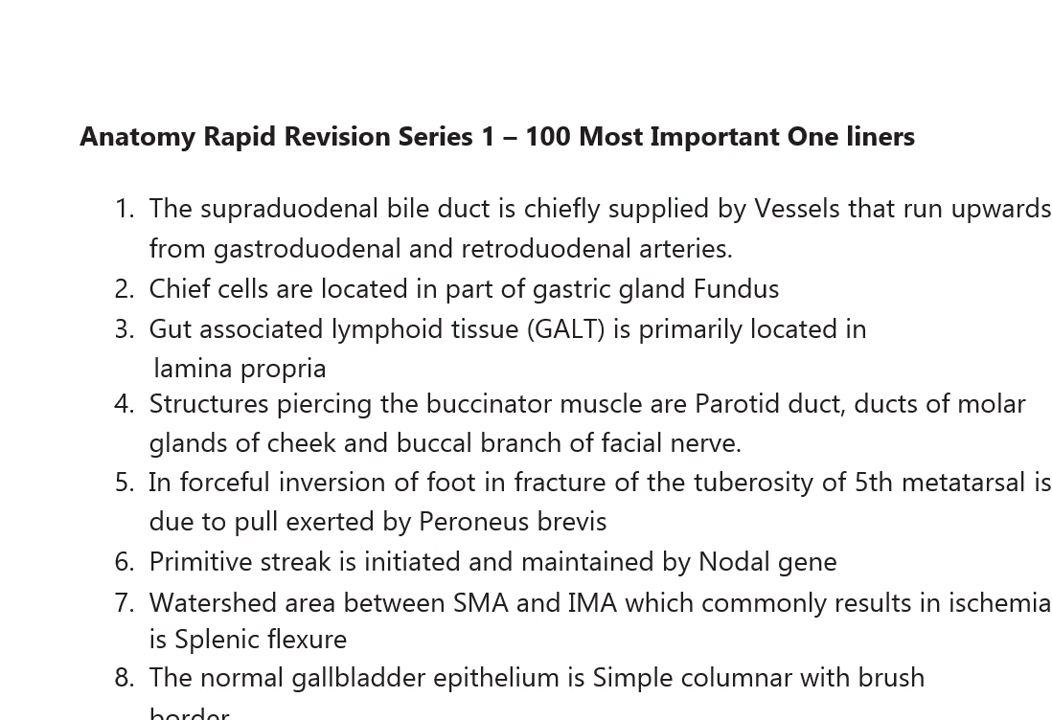 Anatomy Rapid Revision Series 1 – 100 Most Important One liners
1. The supraduodenal bile duct is chiefly supplied by Vessels that run upwards
from gastroduodenal and retroduodenal arteries.
2. Chief cells are located in part of gastric gland Fundus
3. Gut associated lymphoid tissue (GALT) is primarily located in
lamina propria
4. Structures piercing the buccinator muscle are Parotid duct, ducts of molar
glands of cheek and buccal branch of facial nerve.
5. In forceful inversion of foot in fracture of the tuberosity of 5th metatarsal is
due to pull exerted by Peroneus brevis
6. Primitive streak is initiated and maintained by Nodal gene
7. Watershed area between SMA and IMA which commonly results in ischemia
is Splenic flexure
8. The normal gallbladder epithelium is Simple columnar with brush
border